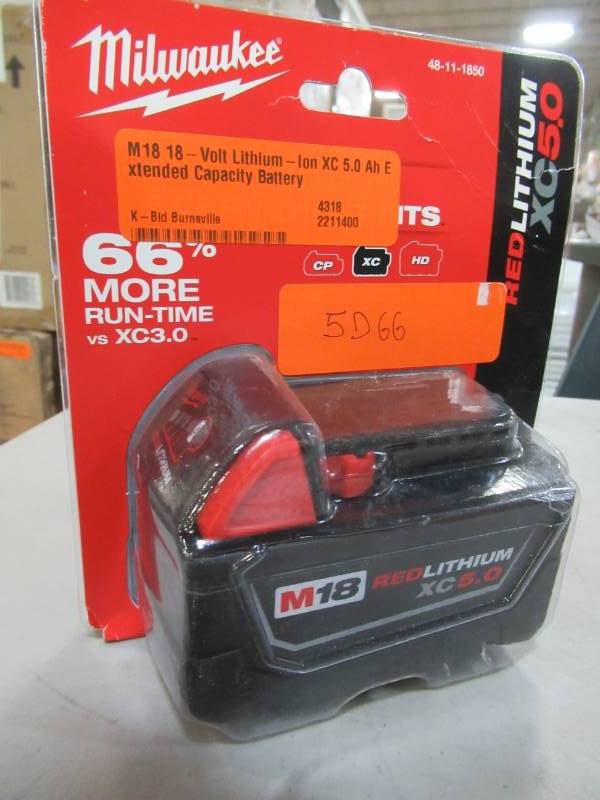 Milwaukee
48-11-1850
M18 18-Volt Lithium-Ion XC 5.0 Ah E
xtended Capacity Battery
4318
K-Bid Burnsville
2211400
66%
MORE
RUN-TIME
vs XC3.0
CP
XC
HD
5D66
REDLITHIUM
XC5.0
M18
REDLITHIUM
XC5.0